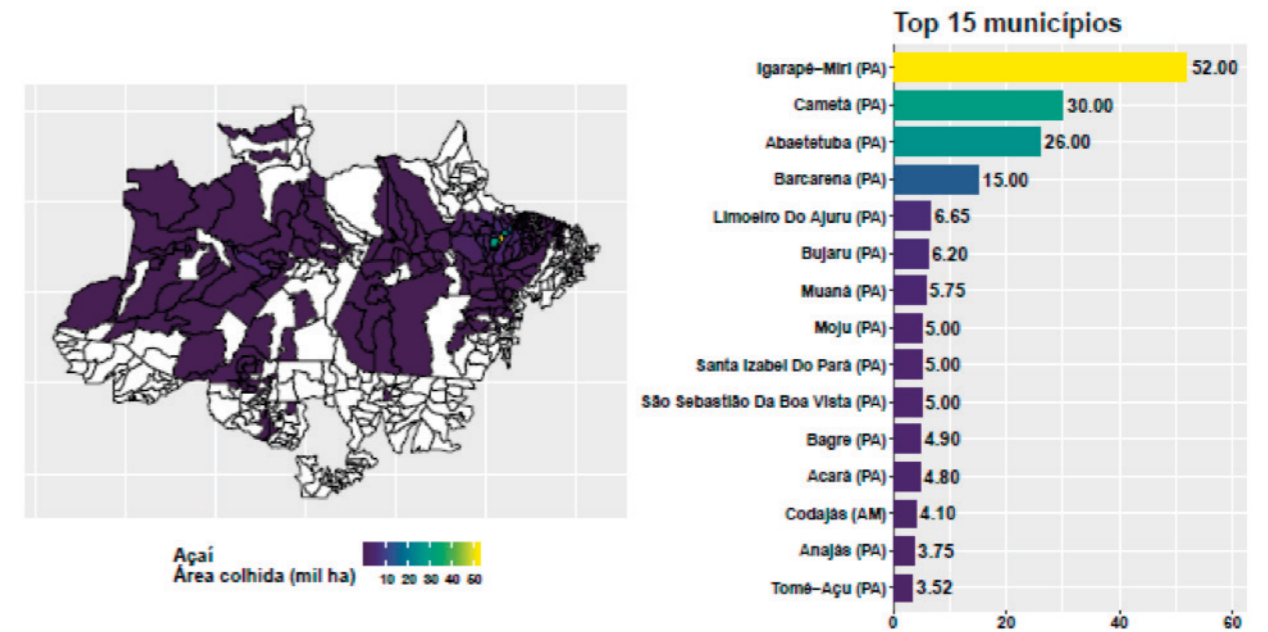 Top 15 municípios
Igarapé-Miri (PA) 52.00
Cametá (PA) 30.00
Abaetetuba (PA) 26.00
Barcarena (PA) 15.00
Limoeiro Do Ajuru (PA) 6.65
Bujaru (PA) 6.20
Muaná (PA) 5.75
Moju (PA) 5.00
Santa Izabel Do Pará (PA) 5.00
São Sebastião Da Boa Vista (PA) 5.00
Bagre (PA) 4.90
Acará (PA) 4.80
Codajás (AM) 4.10
Anajás (PA) 3.75
Tomé-Açu (PA) 3.52
0 20 40 60
Açaí
Área colhida (mil ha)
10 20 30 40 50